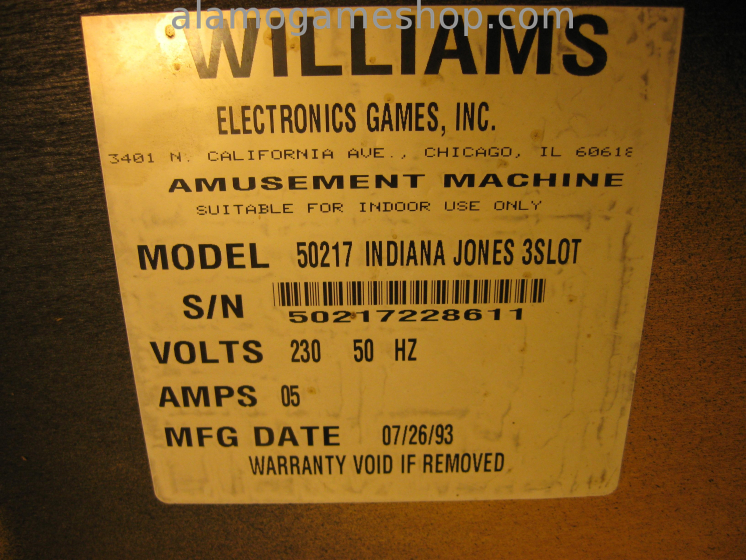 alamogameshop.com
WILLIAMS
ELECTRONICS GAMES, INC.
3401 N. CALIFORNIA AVE., CHICAGO, IL 60618
AMUSEMENT MACHINE
SUITABLE FOR INDOOR USE ONLY
MODEL 50217 INDIANA JONES 3SLOT
S/N
50217228611
VOLTS 230 50 HZ
AMPS 05
MFG DATE 07/26/93
WARRANTY VOID IF REMOVED